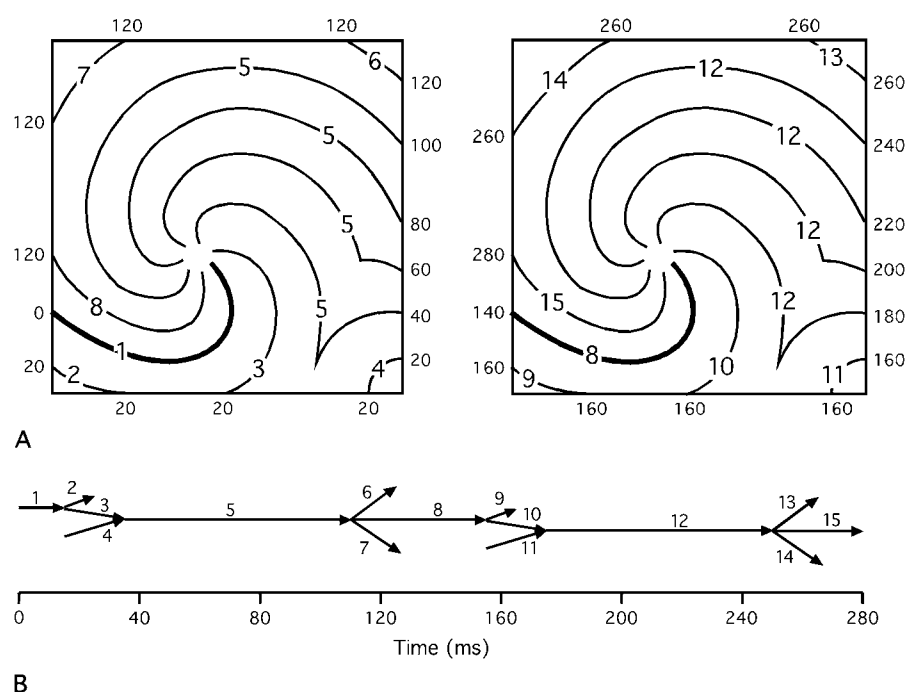 120 120 260 260
7 5 6 14 12 13
120 260
120 5 260 12
100 240
5 80 12 220
120 60 280 200
8 5 15 12
0 40 140 180
1 8
20 2 3 4 20 160 9 10 11 160
20 20 20 160 160 160
A
1 2 3 4 5 6 7 8 9 10 11 12 13 14 15
0 40 80 120 160 200 240 280
Time (ms)
B